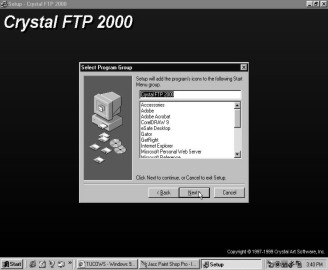 Setup - Crystal FTP 2000
Crystal FTP 2000
Select Program Group
Setup will add the program's icons to the following Start
Menu group.
Crystal FTP 2000
Accessories
Adobe
Adobe Acrobat
CorelDRAW 9
eSafe Desktop
Gator
GetRight
Internet Explorer
Microsoft Personal Web Server
Microsoft Reference
Click Next to continue, or Cancel to exit Setup.
< Back
Next >
Cancel
Copyright © 1997-1999 Crystal Art Software, Inc.
Start
TUCOWS - Windows 9...
Jasc Paint Shop Pro - I...
Setup
3:40 PM